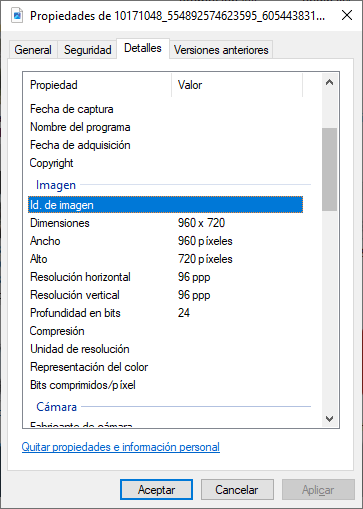 Propiedades de 10171048_554892574623595_605443831...
General Seguridad Detalles Versiones anteriores
Propiedad Valor
Fecha de captura
Nombre del programa
Fecha de adquisición
Copyright
Imagen
Id. de imagen
Dimensiones 960 x 720
Ancho 960 píxeles
Alto 720 píxeles
Resolución horizontal 96 ppp
Resolución vertical 96 ppp
Profundidad en bits 24
Compresión
Unidad de resolución
Representación del color
Bits comprimidos/píxel
Cámara
Fabricante de cámara
Quitar propiedades e información personal
Aceptar Cancelar Aplicar